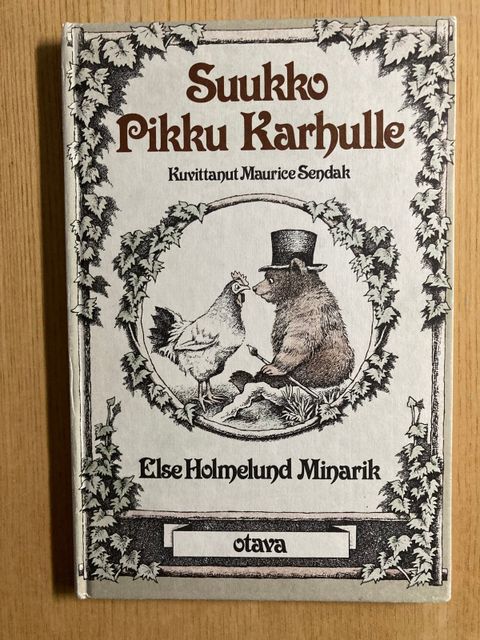 Suukko
Pikku Karhulle
Kuvittanut Maurice Sendak
Else Holmelund Minarik
otava